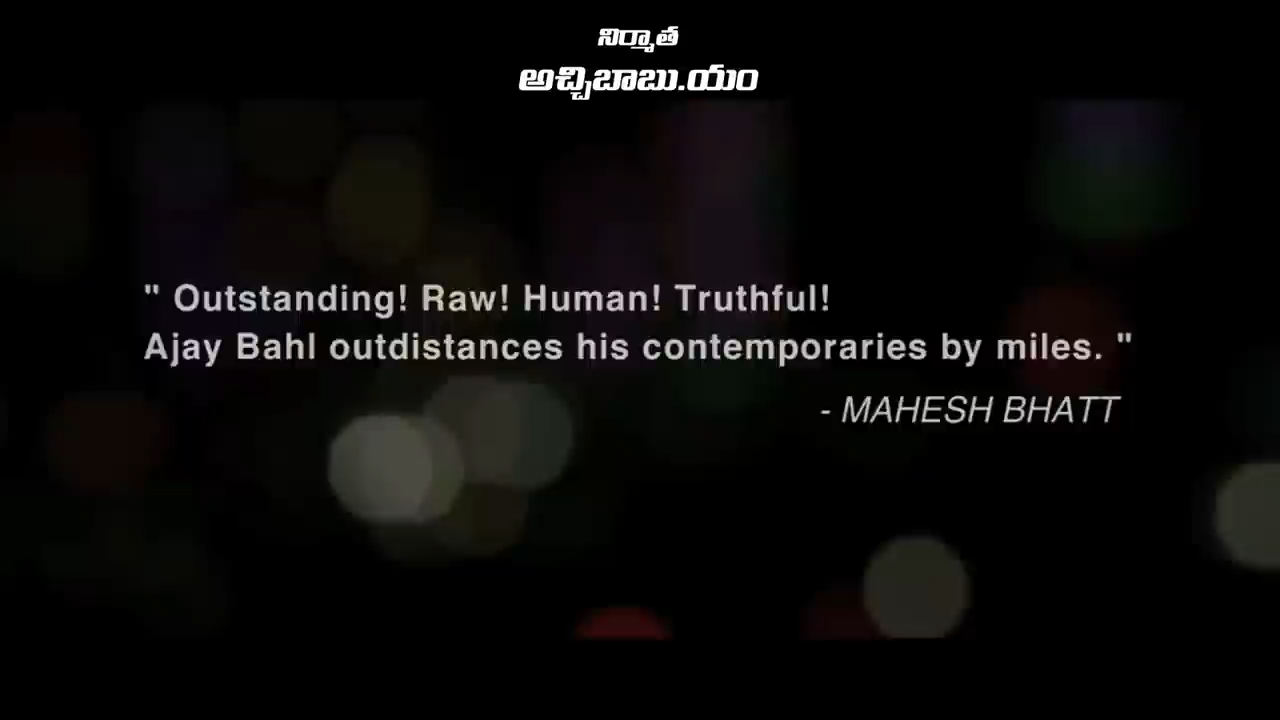 నిర్మాత
అచ్చిబాబు.యం
" Outstanding! Raw! Human! Truthful!
Ajay Bahl outdistances his contemporaries by miles. "
- MAHESH BHATT